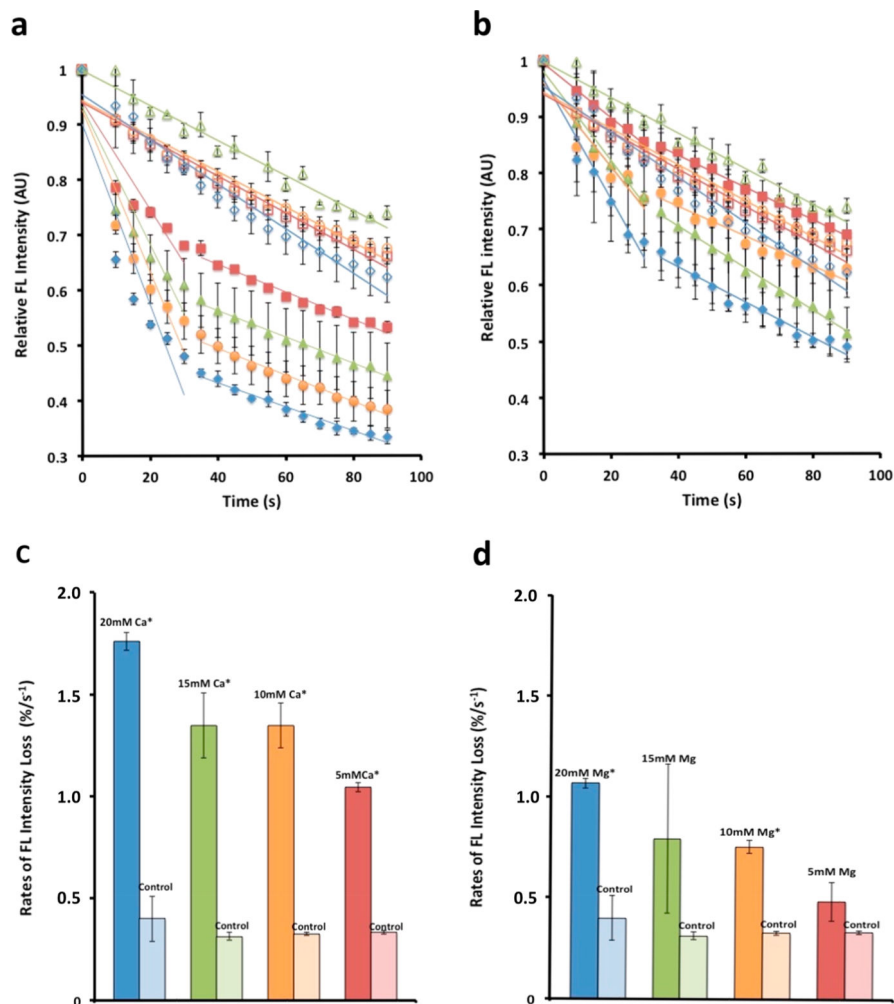 a
1
0.9
0.8
0.7
0.6
0.5
0.4
0.3
0 20 40 60 80 100
Relative FL Intensity (AU)
Time (s)
b
1
0.9
0.8
0.7
0.6
0.5
0.4
0.3
0 20 40 60 80 100
Relative FL intensity (AU)
Time (s)
c
2.0
1.5
1.0
0.5
0
Rates of FL Intensity Loss (%/s⁻¹)
20mM Ca*
Control
15mM Ca*
Control
10mM Ca*
Control
5mMCa*
Control
d
2.0
1.5
1.0
0.5
0
Rates of FL Intensity Loss (%/s⁻¹)
20mM Mg*
Control
15mM Mg
Control
10mM Mg*
Control
5mM Mg
Control